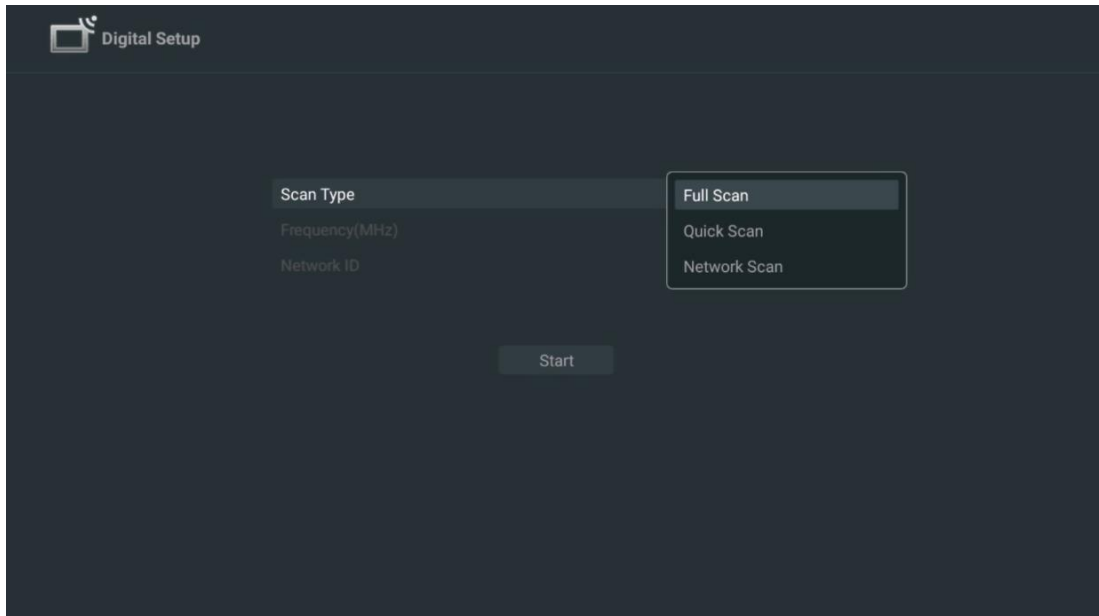 Digital Setup
Scan Type
Full Scan
Frequency(MHz)
Quick Scan
Network ID
Network Scan
Start